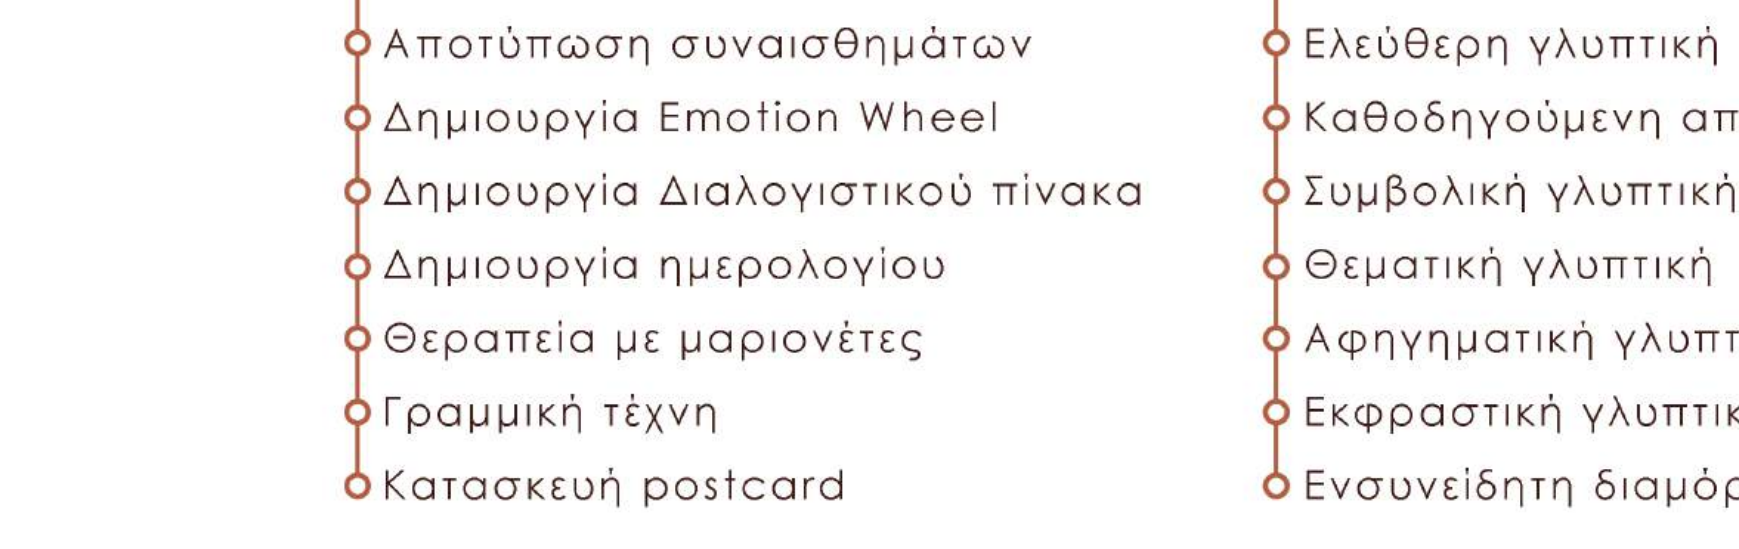 Αποτύπωση συναισθημάτων
Δημιουργία Emotion Wheel
Δημιουργία Διαλογιστικού πίνακα
Δημιουργία ημερολογίου
Θεραπεία με μαριονέτες
Γραμμική τέχνη
Κατασκευή postcard
Ελεύθερη γλυπτική
Καθοδηγούμενη
Συμβολική γλυπτική
Θεματική γλυπτική
Αφηγηματική
Εκφραστική
Ενσυνείδητη